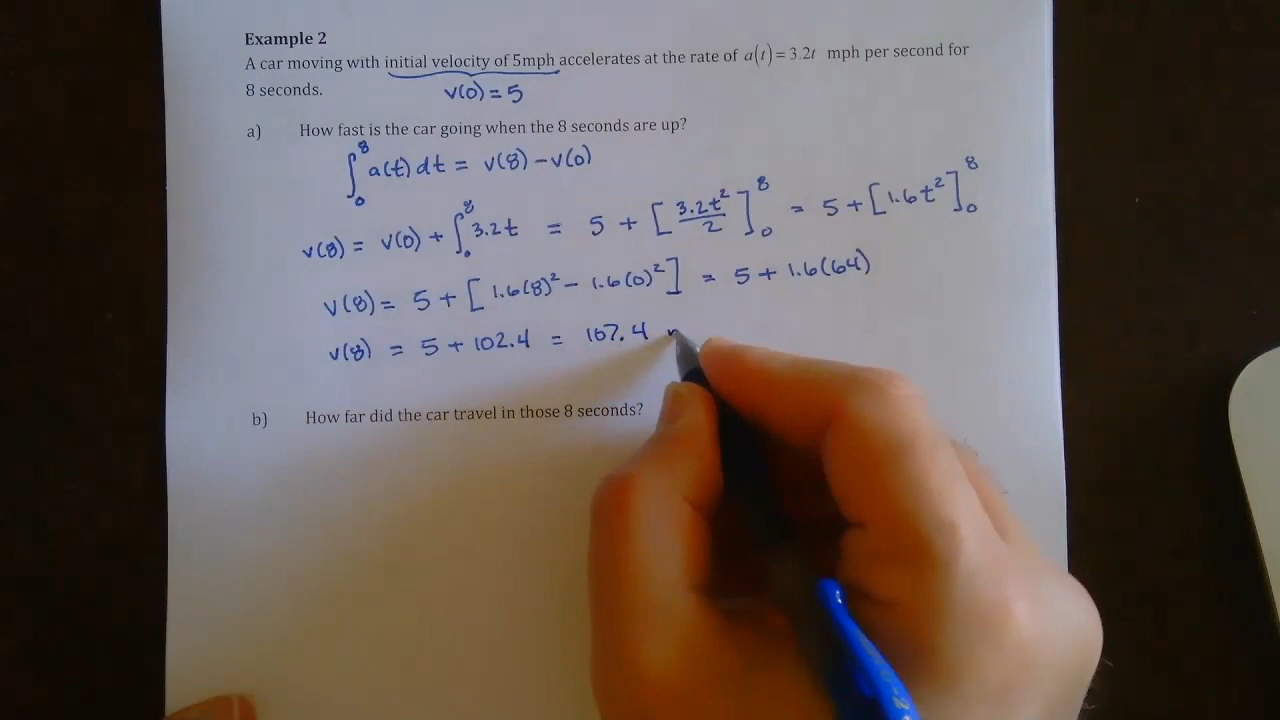 Example 2
A car moving with initial velocity of 5mph accelerates at the rate of a(t) = 3.2t mph per second for
8 seconds.
v(0) = 5
a) How fast is the car going when the 8 seconds are up?
∫₀⁸ a(t) dt = v(8) - v(0)
v(8) = v(0) + ∫₀⁸ 3.2t = 5 + [3.2t²/2]₀⁸ = 5 + [1.6t²]₀⁸
v(8) = 5 + [1.6(8)² - 1.6(0)²] = 5 + 1.6(64)
v(8) = 5 + 102.4 = 107.4
b) How far did the car travel in those 8 seconds?